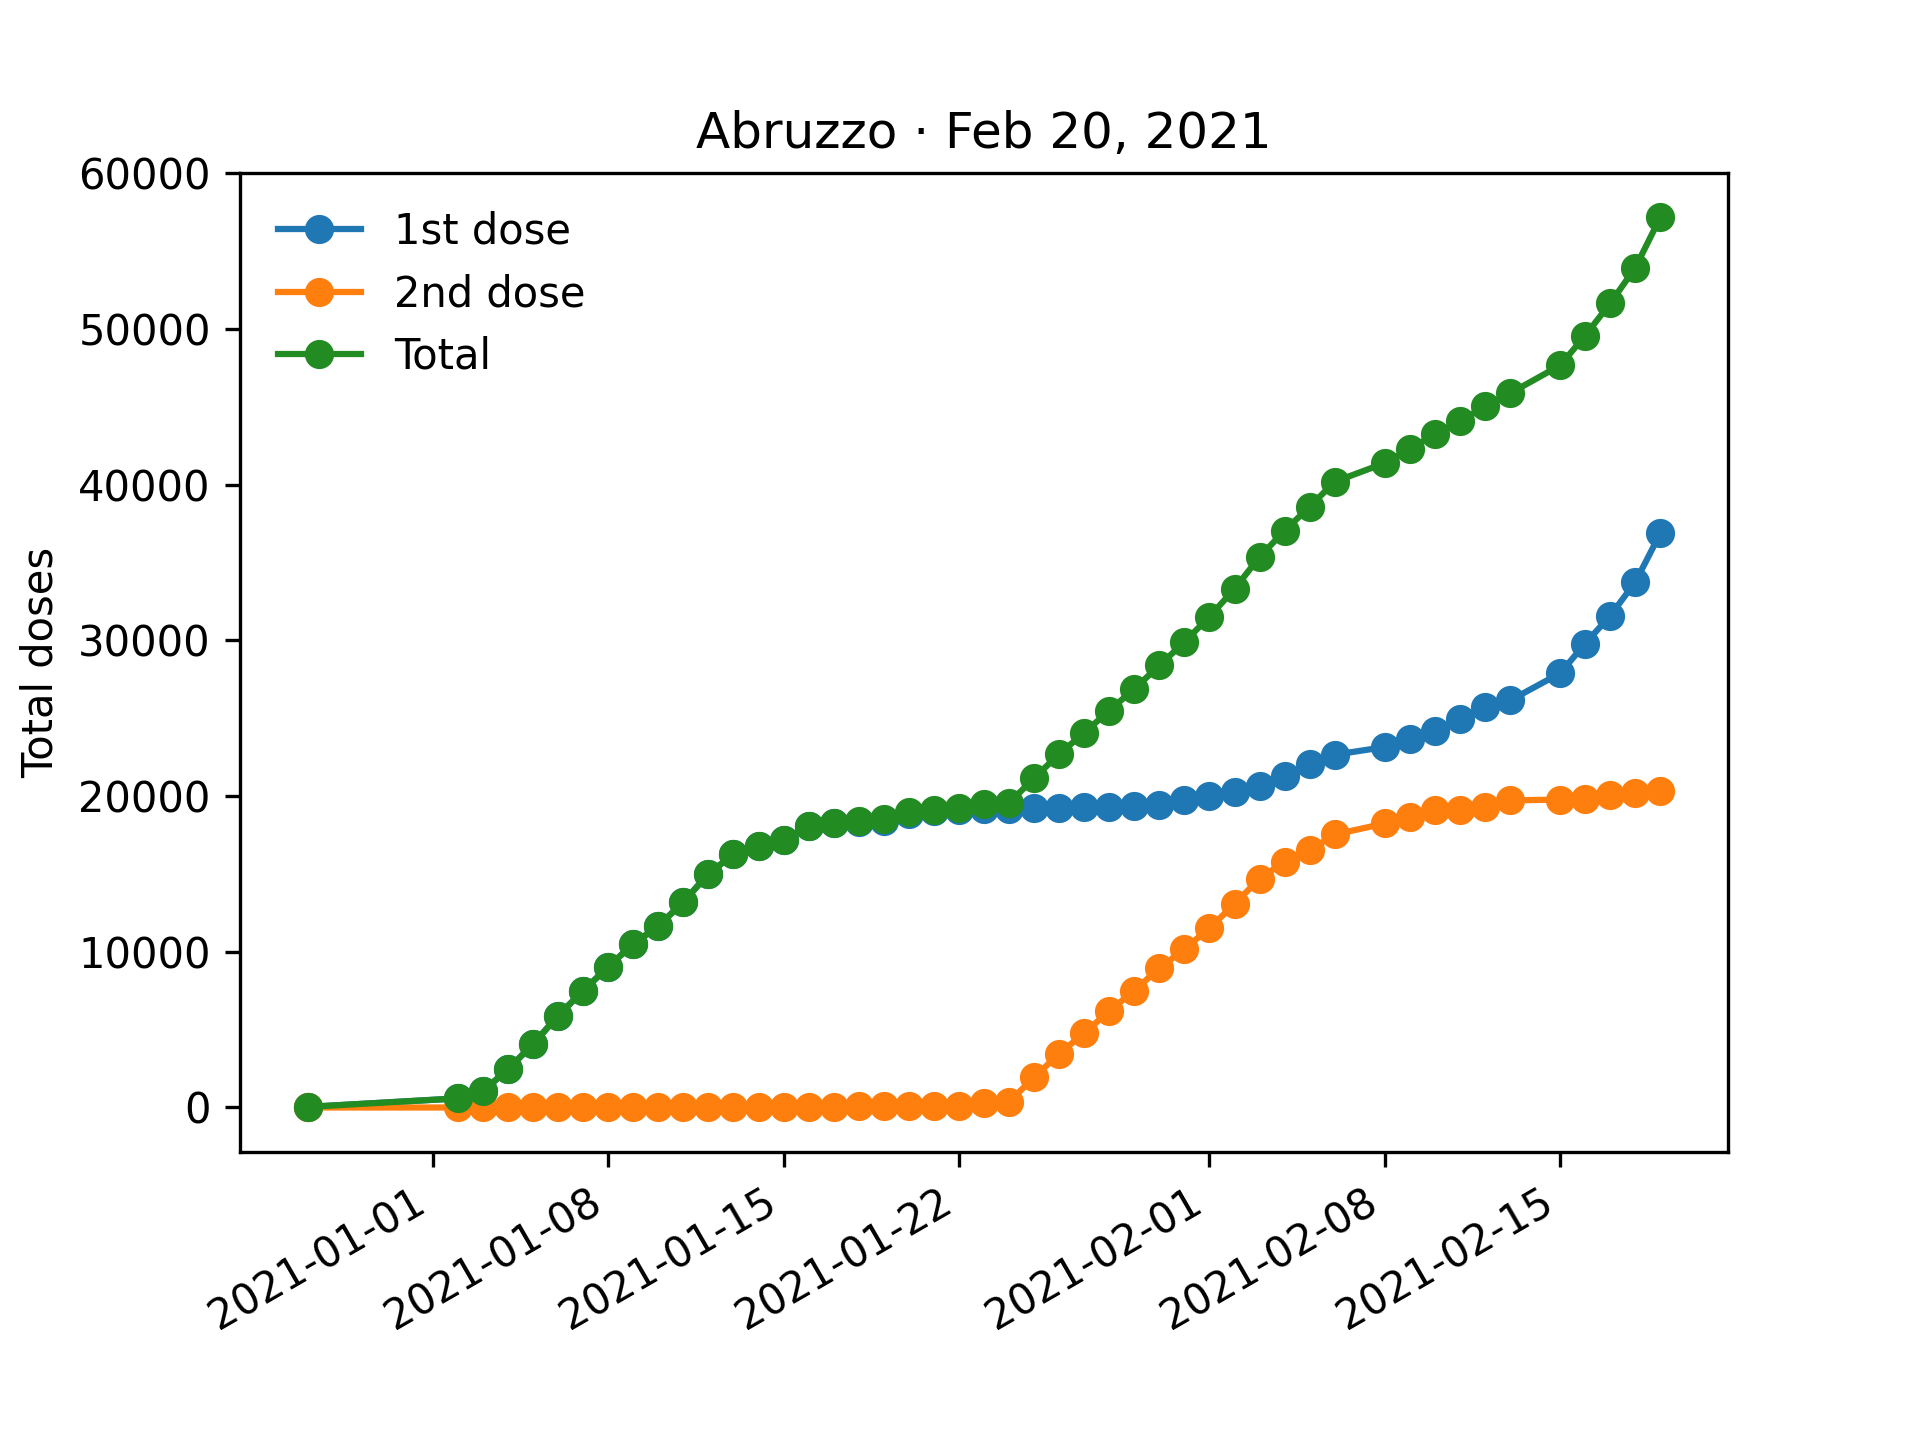 Abruzzo · Feb 20, 2021
60000
50000
40000
30000
20000
10000
0
Total doses
1st dose
2nd dose
Total
2021-01-01
2021-01-08
2021-01-15
2021-01-22
2021-02-01
2021-02-08
2021-02-15